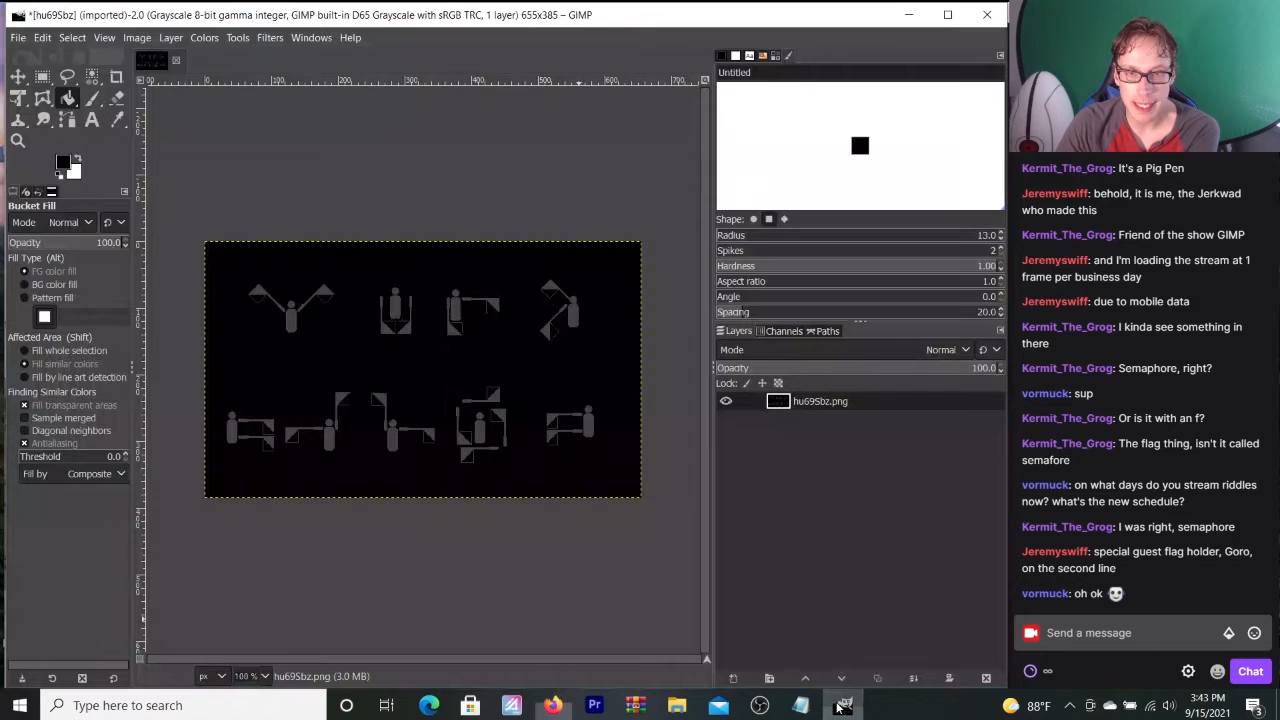 *[hu69Sbz] (imported)-2.0 (Grayscale 8-bit gamma integer, GIMP built-in D65 Grayscale with sRGB TRC, 1 layer) 655x385 – GIMP
File Edit Select View Image Layer Colors Tools Filters Windows Help
Untitled
Bucket Fill
Mode Normal
Opacity 100.0
Fill Type (Alt)
FG color fill
BG color fill
Pattern fill
Affected Area (Shift)
Fill whole selection
Fill similar colors
Fill by line art detection
Finding Similar Colors
Fill transparent areas
Sample merged
Diagonal neighbors
Antialiasing
Threshold 0.0
Fill by Composite
px 100 % hu69Sbz.png (3.0 MB)
Shape:
Radius 13.0
Spikes 2
Hardness 1.00
Aspect ratio 1.0
Angle 0.0
Spacing 20.0
Layers Channels Paths
Mode Normal
Opacity 100.0
Lock:
hu69Sbz.png
Kermit_The_Grog: It's a Pig Pen
Jeremyswiff: behold, it is me, the Jerkwad
who made this
Kermit_The_Grog: Friend of the show GIMP
Jeremyswiff: and I'm loading the stream at 1
frame per business day
Jeremyswiff: due to mobile data
Kermit_The_Grog: I kinda see something in
there
Kermit_The_Grog: Semaphore, right?
vormuck: sup
Kermit_The_Grog: Or is it with an f?
Kermit_The_Grog: The flag thing, isn't it called
semafore
vormuck: on what days do you stream riddles
now? what's the new schedule?
Kermit_The_Grog: I was right, semaphore
Jeremyswiff: special guest flag holder, Goro,
on the second line
vormuck: oh ok
Send a message
Chat
Type here to search
88°F
3:43 PM
9/15/2021